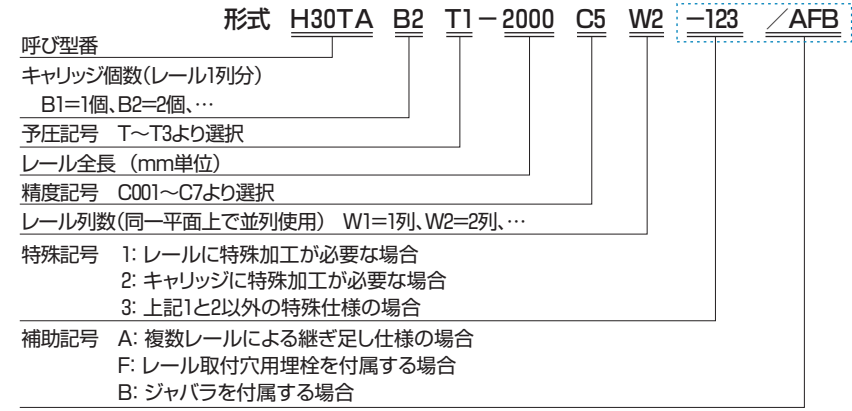 形式 H30TA B2 T1－2000 C5 W2 －123 ／AFB
呼び型番
キャリッジ個数(レール1列分)
B1＝1個、B2＝2個、…
予圧記号 T～T3より選択
レール全長 (mm単位)
精度記号 C001～C7より選択
レール列数(同一平面上で並列使用) W1＝1列、W2＝2列、…
特殊記号 1: レールに特殊加工が必要な場合
2: キャリッジに特殊加工が必要な場合
3: 上記1と2以外の特殊仕様の場合
補助記号 A: 複数レールによる継ぎ足し仕様の場合
F: レール取付穴用埋栓を付属する場合
B: ジャバラを付属する場合